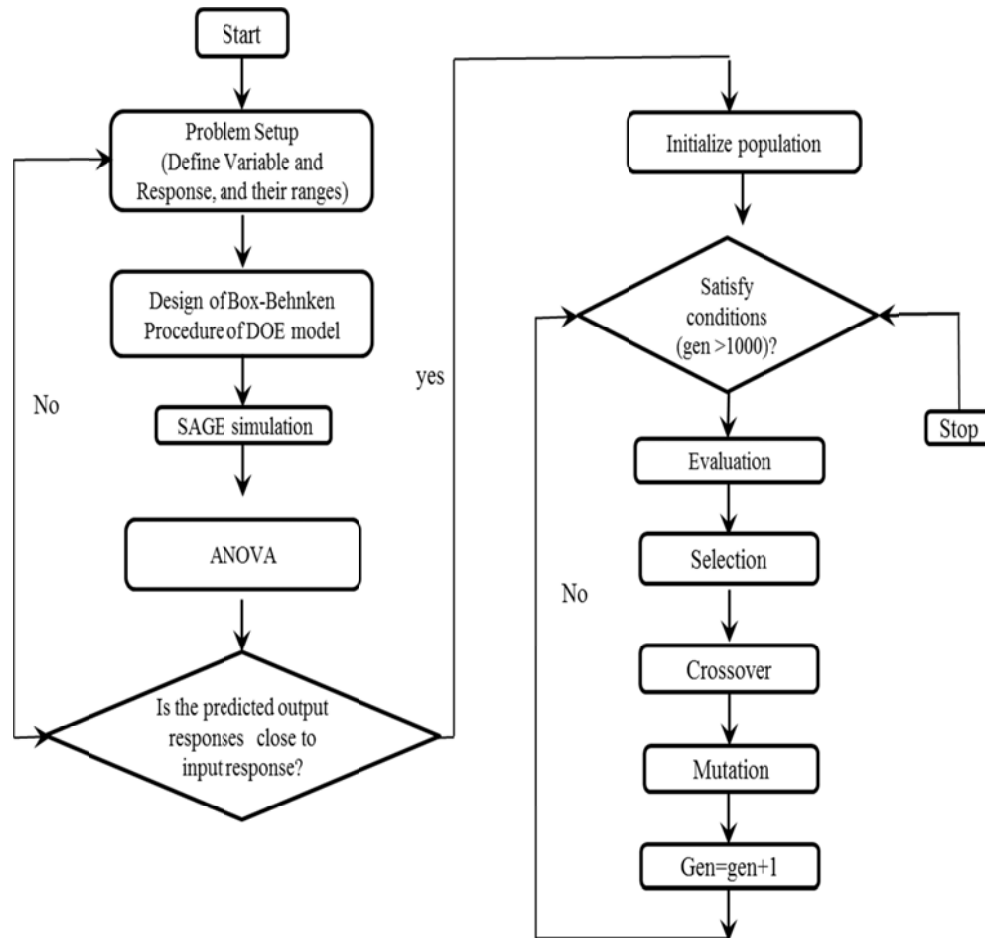 Start
Problem Setup
(Define Variable and
Response, and their ranges)
Design of Box-Behnken
Procedure of DOE model
No
yes
SAGE simulation
ANOVA
Is the predicted output
responses close to
input response?
Initialize population
Satisfy
conditions
(gen >1000)?
Stop
Evaluation
Selection
No
Crossover
Mutation
Gen=gen+1